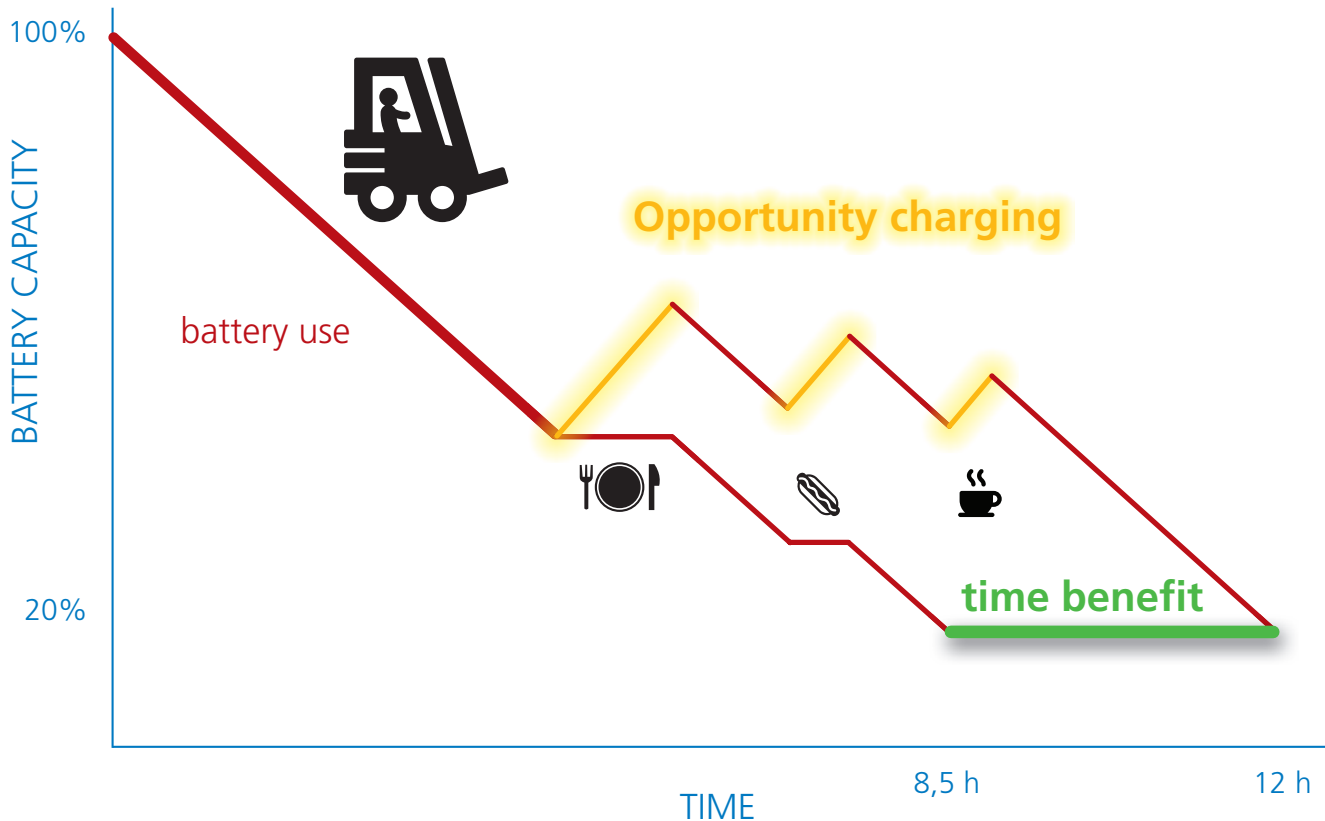 100%
BATTERY CAPACITY
Opportunity charging
battery use
time benefit
20%
8,5 h
12 h
TIME